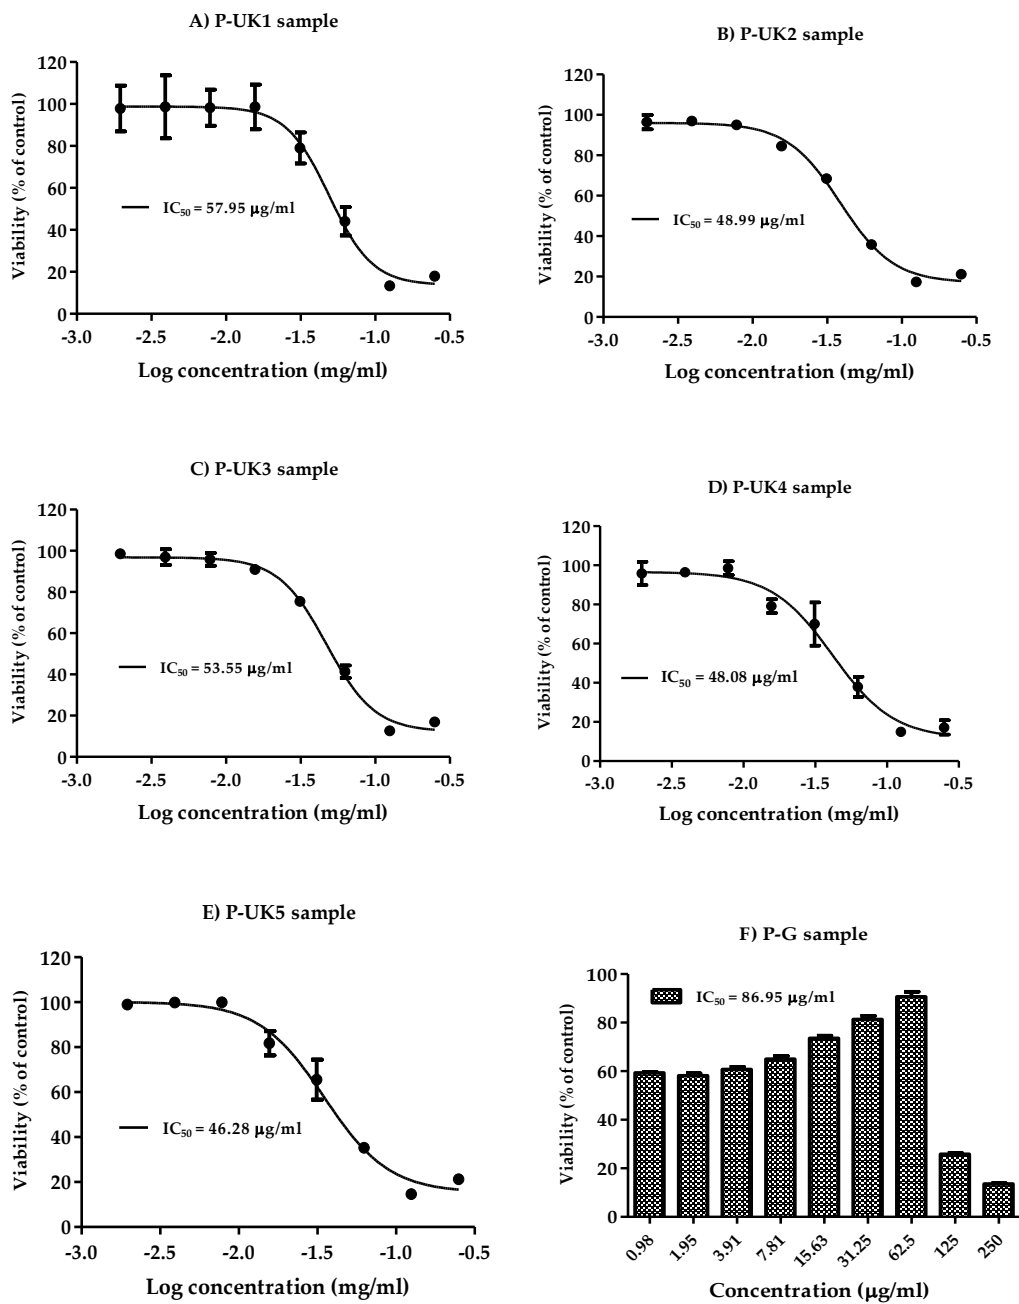 A) P-UK1 sample
120
100
80
60
40
20
0
Viability (% of control)
IC50 = 57.95 µg/ml
-3.0 -2.5 -2.0 -1.5 -1.0 -0.5
Log concentration (mg/ml)
B) P-UK2 sample
120
100
80
60
40
20
0
Viability (% of control)
IC50 = 48.99 µg/ml
-3.0 -2.5 -2.0 -1.5 -1.0 -0.5
Log concentration (mg/ml)
C) P-UK3 sample
120
100
80
60
40
20
0
Viability (% of control)
IC50 = 53.55 µg/ml
-3.0 -2.5 -2.0 -1.5 -1.0 -0.5
Log concentration (mg/ml)
D) P-UK4 sample
120
100
80
60
40
20
0
Viability (% of control)
IC50 = 48.08 µg/ml
-3.0 -2.5 -2.0 -1.5 -1.0 -0.5
Log concentration (mg/ml)
E) P-UK5 sample
120
100
80
60
40
20
0
Viability (% of control)
IC50 = 46.28 µg/ml
-3.0 -2.5 -2.0 -1.5 -1.0 -0.5
Log concentration (mg/ml)
F) P-G sample
100
80
60
40
20
0
Viability (% of control)
IC50 = 86.95 µg/ml
0.98 1.95 3.91 7.81 15.63 31.25 62.5 125 250
Concentration (µg/ml)